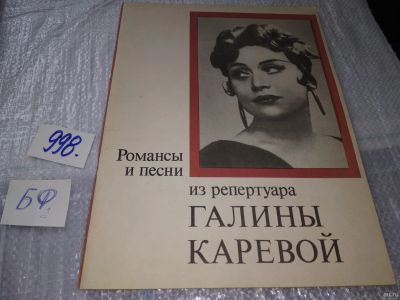 998.
БФ
Романсы
и песни
из репертуара
ГАЛИНЫ
КАРЕВОЙ